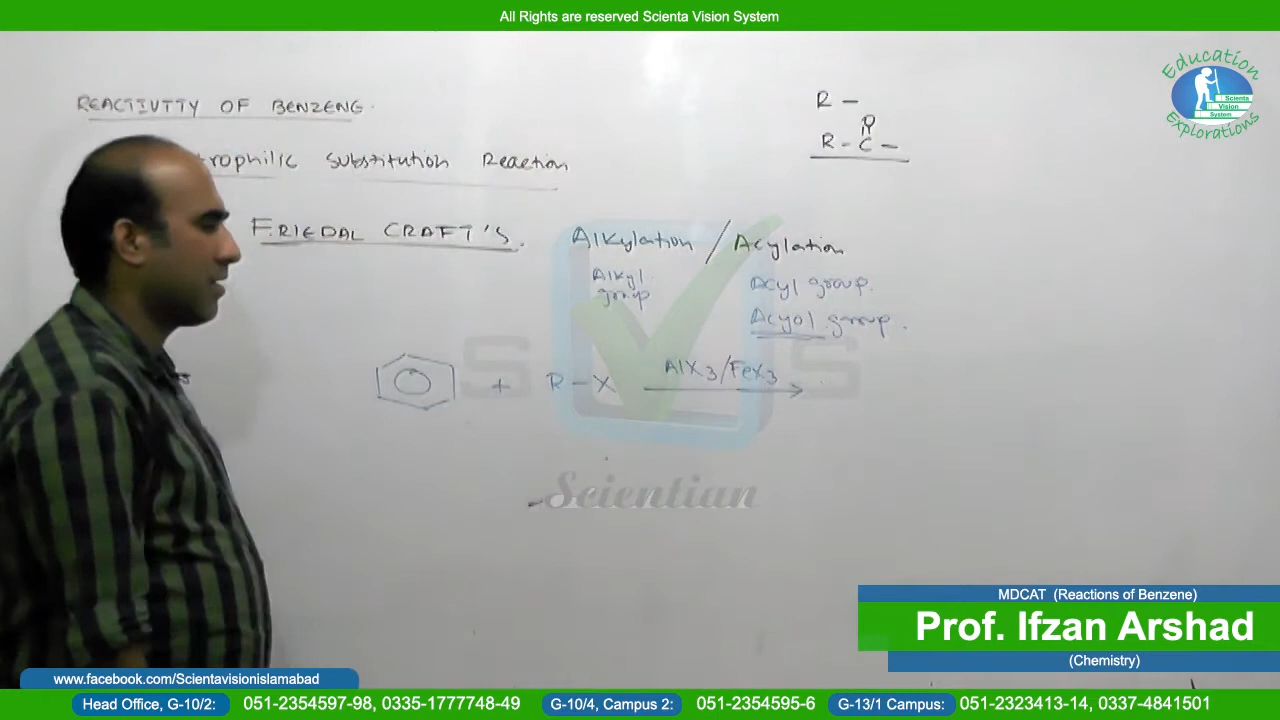 All Rights are reserved Scienta Vision System
Education
Scienta
Vision
System
Explorations
REACTIVITY OF BENZENE.
R –
O
R – C –
trophilic Substitution Reaction
FRIEDAL CRAFT'S. Alkylation / Acylation
Alkyl group
Acyl group.
Acyol group.
+ R – X AlX3/FeX3
S S
Scientian
MDCAT (Reactions of Benzene)
Prof. Ifzan Arshad
(Chemistry)
www.facebook.com/Scientavisionislamabad
Head Office, G-10/2: 051-2354597-98, 0335-1777748-49 G-10/4, Campus 2: 051-2354595-6 G-13/1 Campus: 051-2323413-14, 0337-4841501